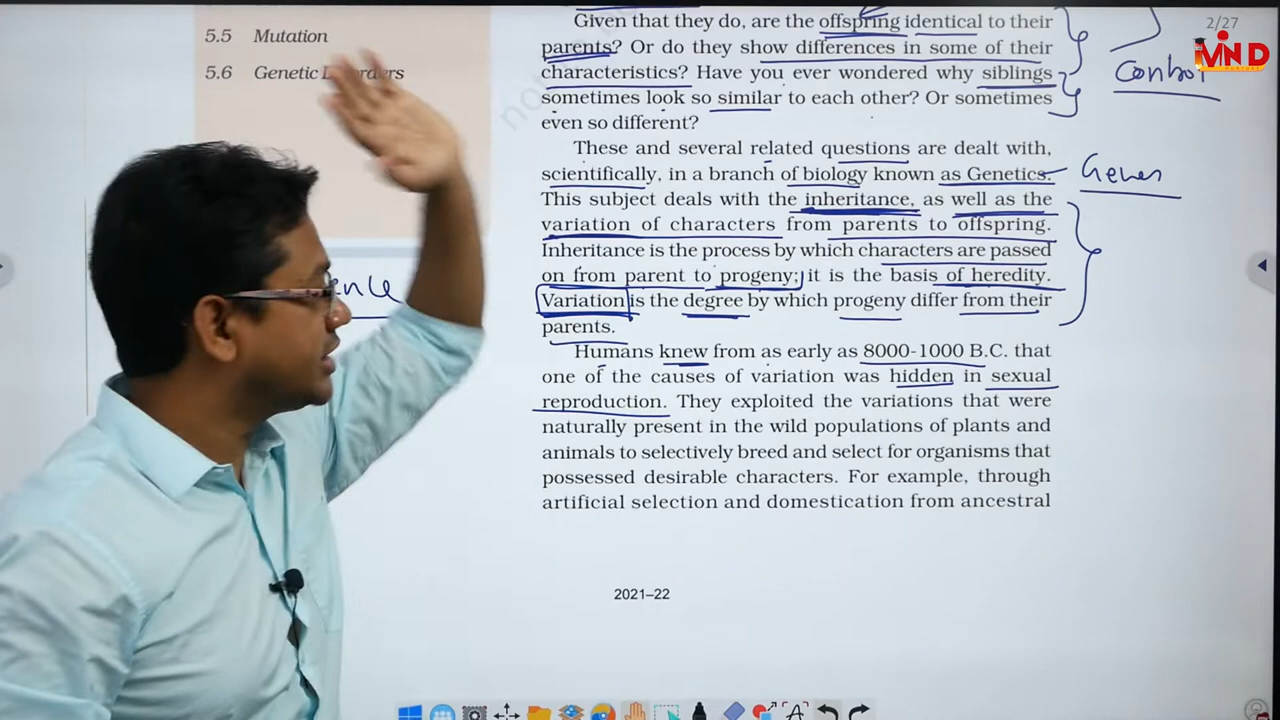 5.5 Mutation
5.6 Genetic Disorders
Given that they do, are the offspring identical to their
parents? Or do they show differences in some of their
characteristics? Have you ever wondered why siblings
sometimes look so similar to each other? Or sometimes
even so different?
These and several related questions are dealt with,
scientifically, in a branch of biology known as Genetics.
This subject deals with the inheritance, as well as the
variation of characters from parents to offspring.
Inheritance is the process by which characters are passed
on from parent to progeny; it is the basis of heredity.
Variation is the degree by which progeny differ from their
parents.
Humans knew from as early as 8000-1000 B.C. that
one of the causes of variation was hidden in sexual
reproduction. They exploited the variations that were
naturally present in the wild populations of plants and
animals to selectively breed and select for organisms that
possessed desirable characters. For example, through
artificial selection and domestication from ancestral
2021–22
2/27
MIND
Control
Genes